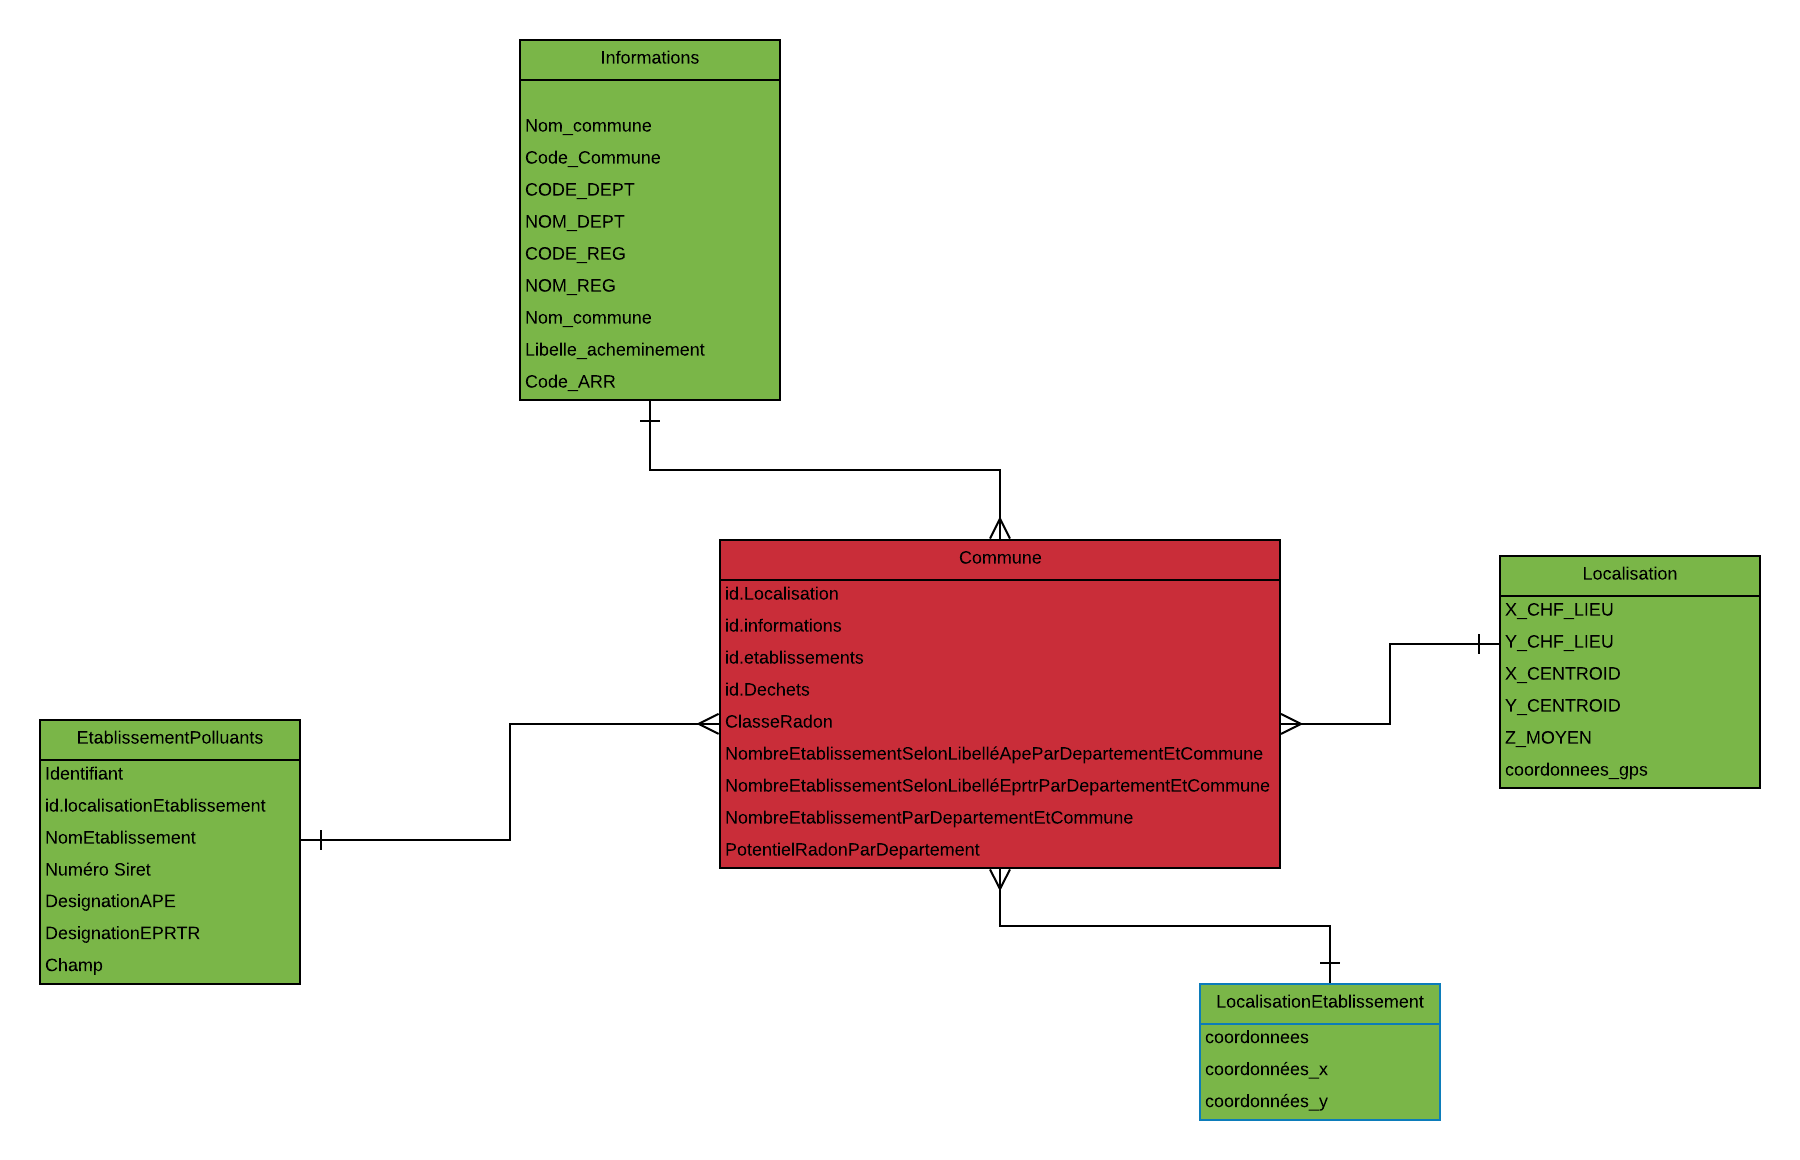 Informations
Nom_commune
Code_Commune
CODE_DEPT
NOM_DEPT
CODE_REG
NOM_REG
Nom_commune
Libelle_acheminement
Code_ARR
Commune
id.Localisation
id.informations
id.etablissements
id.Dechets
ClasseRadon
NombreEtablissementSelonLibelléApeParDepartementEtCommune
NombreEtablissementSelonLibelléEprtrParDepartementEtCommune
NombreEtablissementParDepartementEtCommune
PotentielRadonParDepartement
Localisation
X_CHF_LIEU
Y_CHF_LIEU
X_CENTROID
Y_CENTROID
Z_MOYEN
coordonnees_gps
EtablissementPolluants
Identifiant
id.localisationEtablissement
NomEtablissement
Numéro Siret
DesignationAPE
DesignationEPRTR
Champ
LocalisationEtablissement
coordonnees
coordonnées_x
coordonnées_y